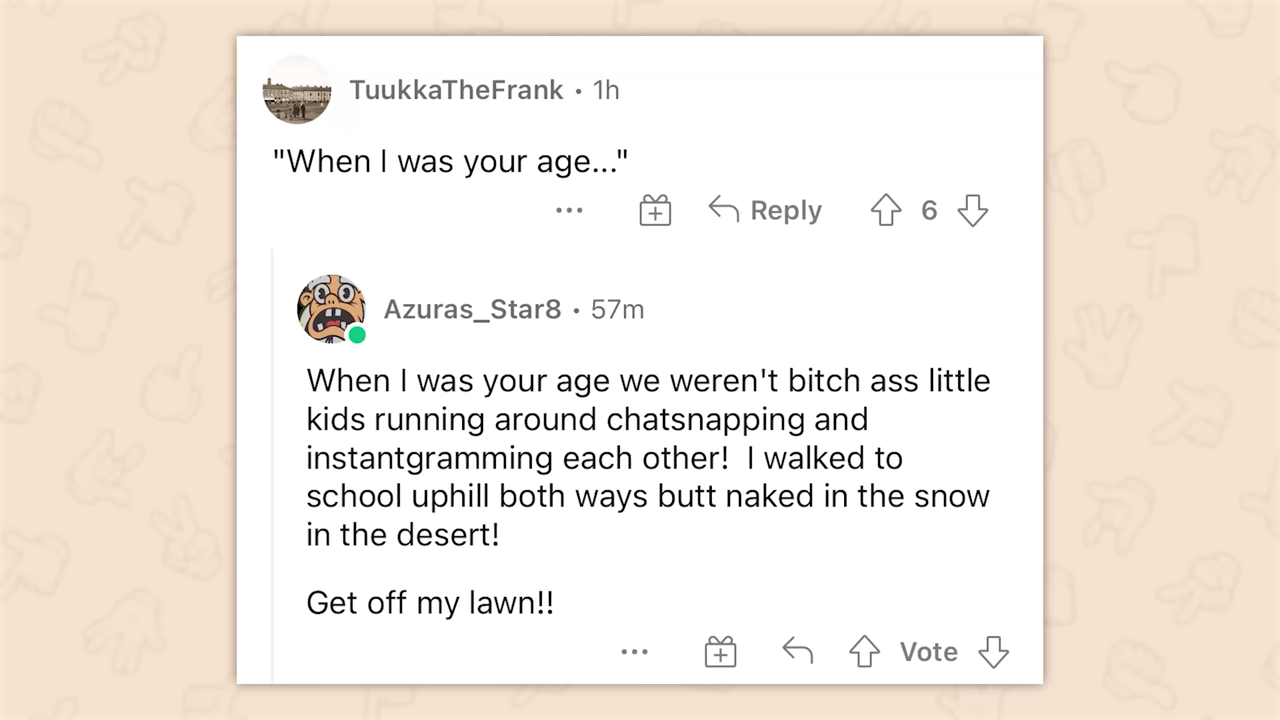 TuukkaTheFrank • 1h
"When I was your age..."
... Reply 6
Azuras_Star8 • 57m
When I was your age we weren't bitch ass little
kids running around chatsnapping and
instantgramming each other!  I walked to
school uphill both ways butt naked in the snow
in the desert!
Get off my lawn!!
... Vote